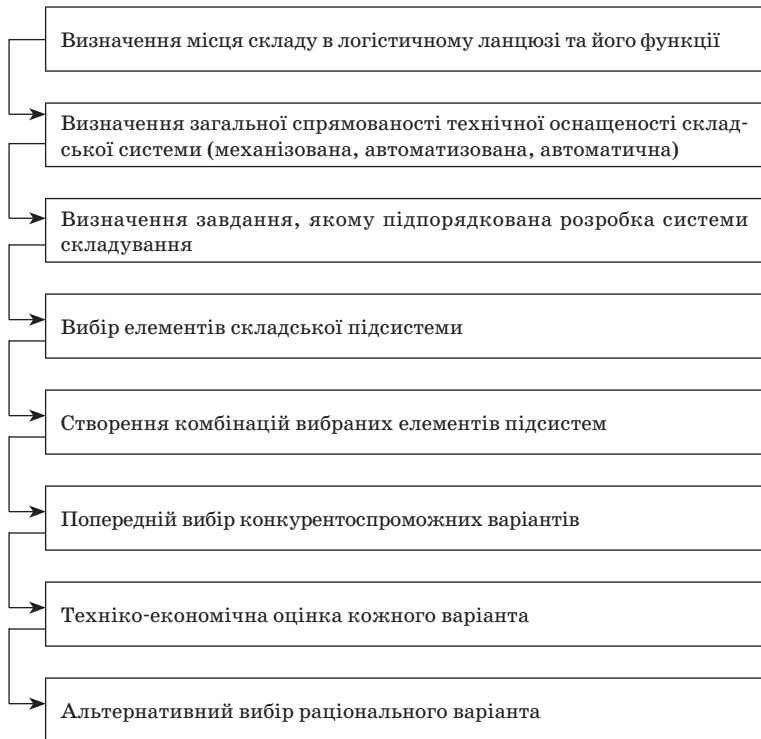 Визначення місця складу в логістичному ланцюзі та його функції
Визначення загальної спрямованості технічної оснащеності склад-
ської системи (механізована, автоматизована, автоматична)
Визначення завдання, якому підпорядкована розробка системи
складування
Вибір елементів складської підсистеми
Створення комбінацій вибраних елементів підсистем
Попередній вибір конкурентоспроможних варіантів
Техніко-економічна оцінка кожного варіанта
Альтернативний вибір раціонального варіанта